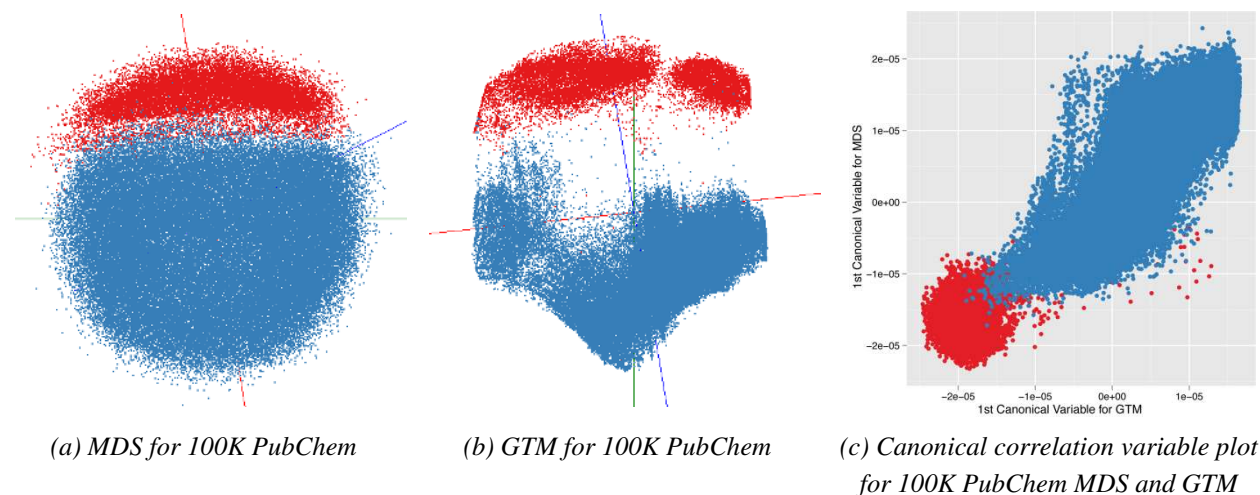 2e−05
1e−05
0e+00
−1e−05
−2e−05
1st Canonical Variable for MDS
−2e−05 −1e−05 0e+00 1e−05
1st Canonical Variable for GTM
(a) MDS for 100K PubChem
(b) GTM for 100K PubChem
(c) Canonical correlation variable plot
for 100K PubChem MDS and GTM